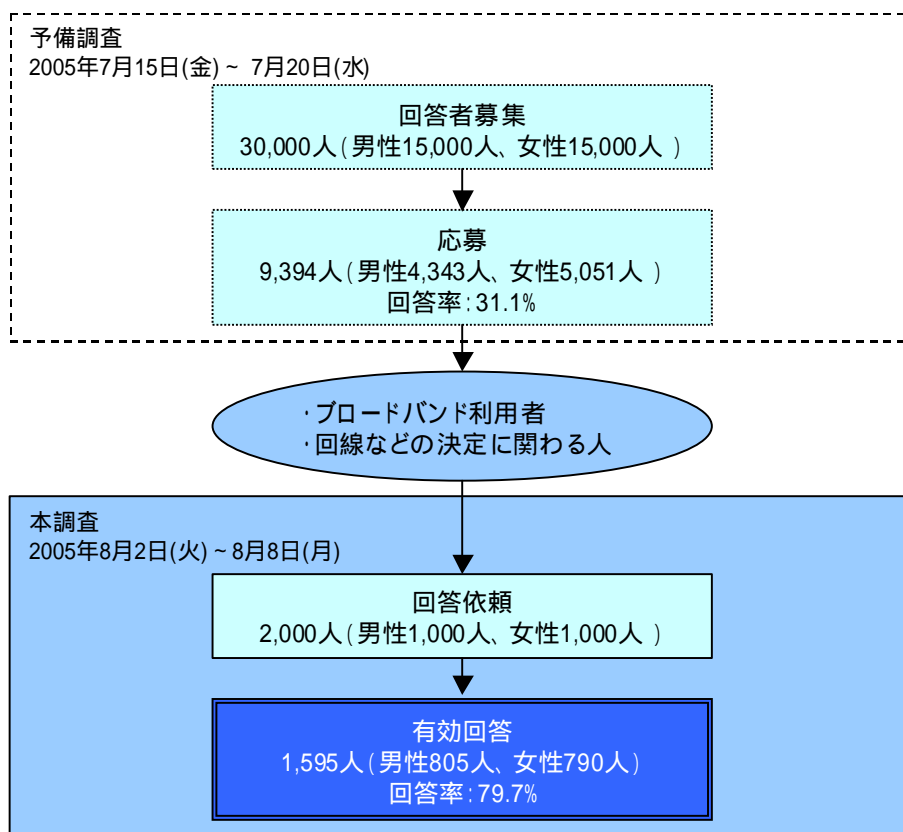 予備調査
2005年7月15日(金) ~ 7月20日(水)
回答者募集
30,000人(男性15,000人、女性15,000人 )
応募
9,394人(男性4,343人、女性5,051人 )
回答率:31.1%
・ブロードバンド利用者
・回線などの決定に関わる人
本調査
2005年8月2日(火) ~ 8月8日(月)
回答依頼
2,000人(男性1,000人、女性1,000人 )
有効回答
1,595人(男性805人、女性790人)
回答率:79.7%